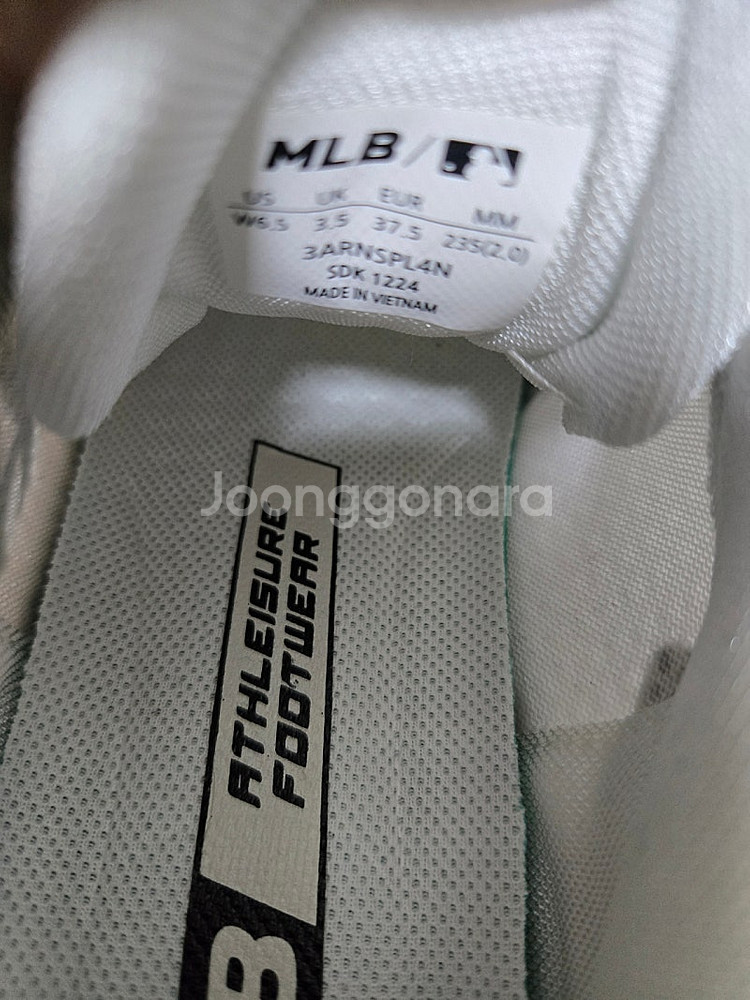 MLB
US UK EUR MM
W6.5 3.5 37.5 235(2.0)
3ARNSPL4N
SDK 1224
MADE IN VIETNAM
Joonggonara
ATHLEISURE
FOOTWEAR
B